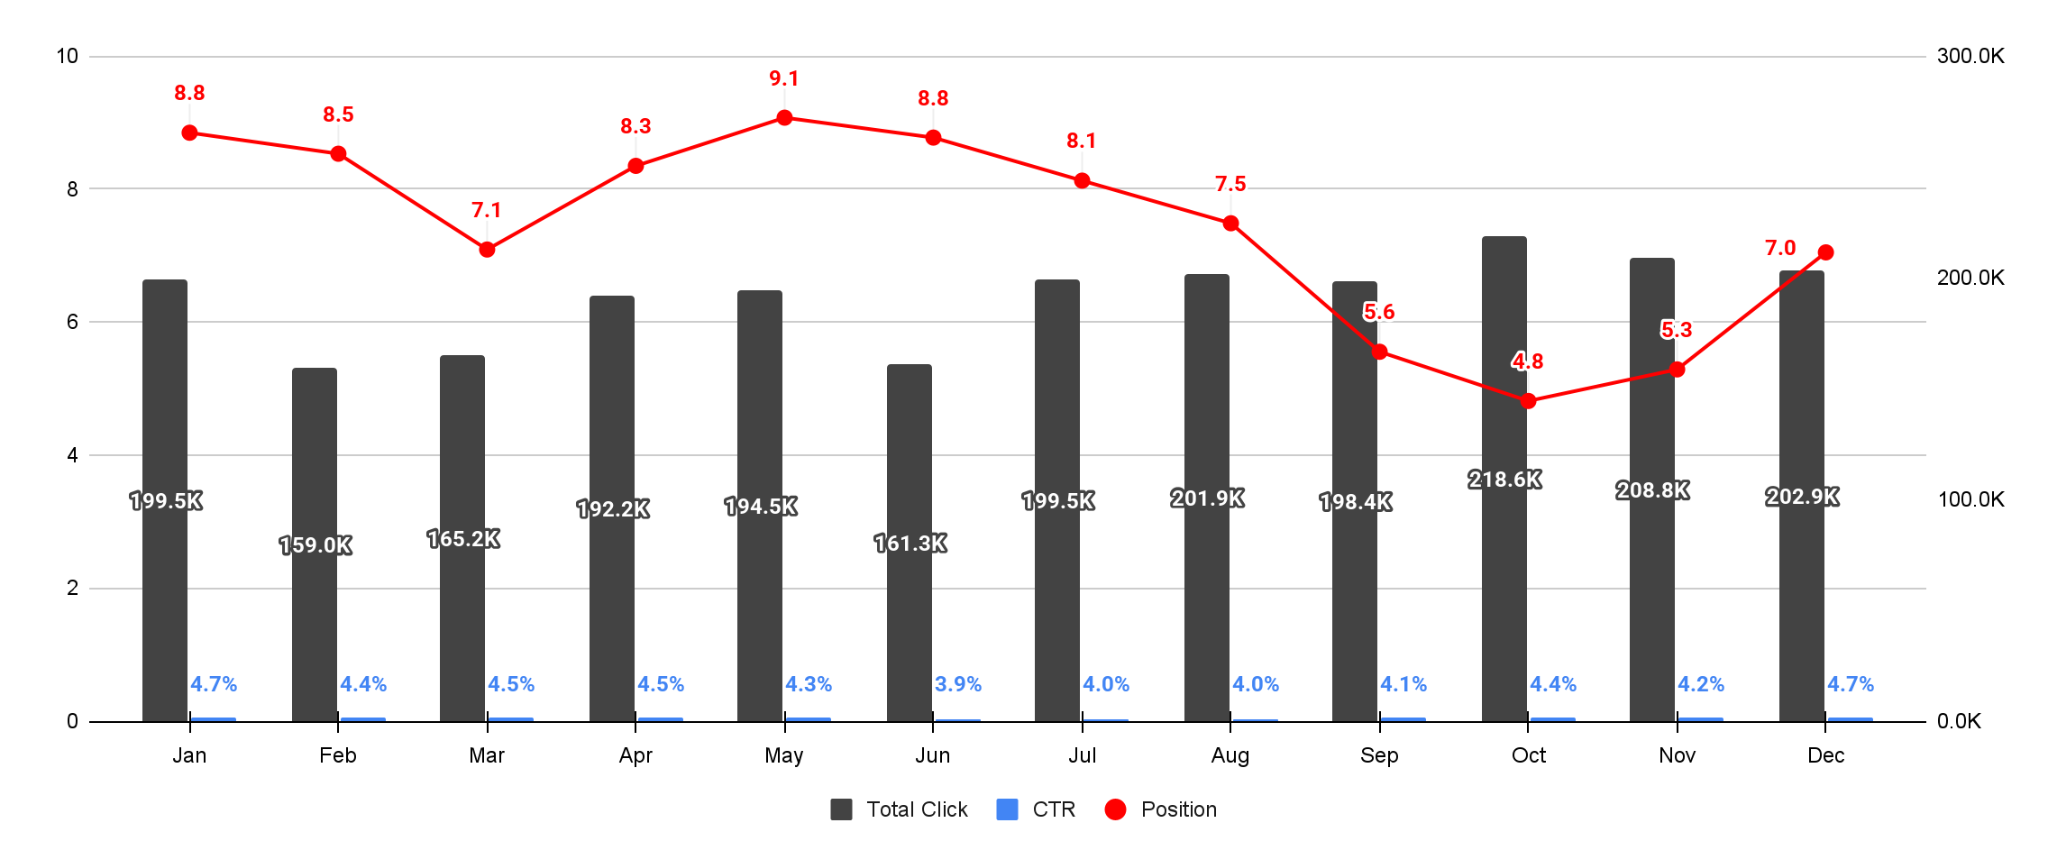 10 300.0K
9.1
8.8 8.8
8.5
8.3
8.1
8 7.5
7.1
7.0
200.0K
6 5.6
5.3
4.8
4
218.6K
208.8K
199.5K 199.5K 201.9K 198.4K 202.9K 100.0K
192.2K 194.5K
159.0K 165.2K 161.3K
2
4.7% 4.4% 4.5% 4.5% 4.3% 3.9% 4.0% 4.0% 4.1% 4.4% 4.2% 4.7%
0 0.0K
Jan Feb Mar Apr May Jun Jul Aug Sep Oct Nov Dec
Total Click CTR Position